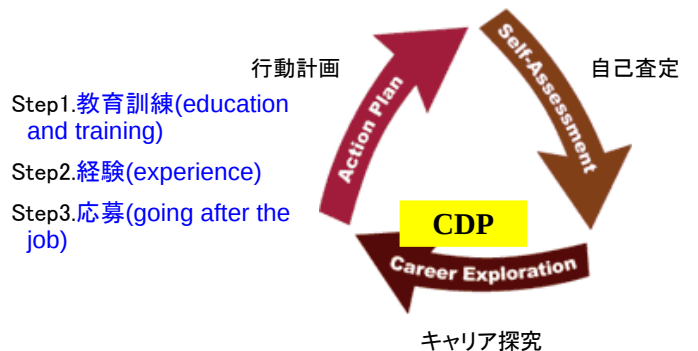 行動計画
Step1.教育訓練(education
and training)
Step2.経験(experience)
Step3.応募(going after the
job)
Action Plan
Self-Assessment
自己査定
CDP
Career Exploration
キャリア探究